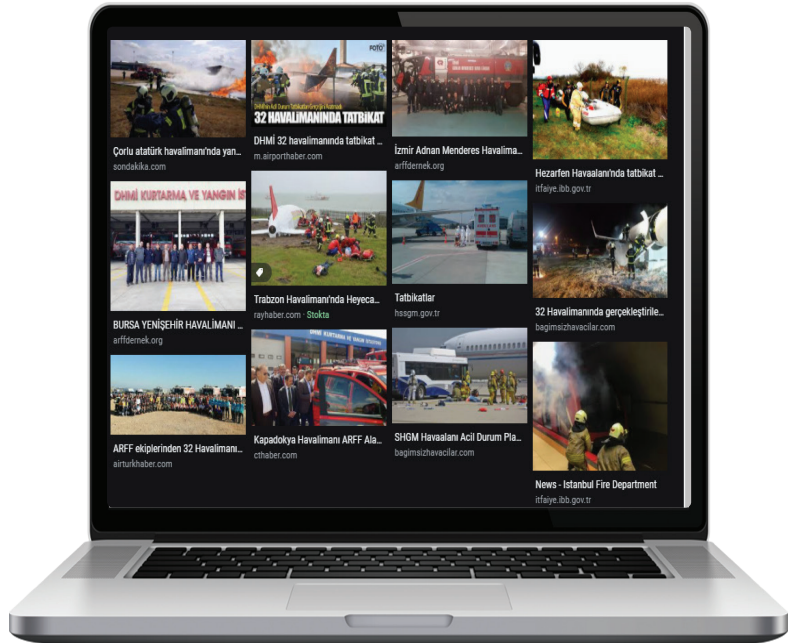 Çorlu atatürk havalimanı'nda yan...
sondakika.com
DHMI KURTARMA VE YANGIN İS
BURSA YENİŞEHİR HAVALİMANI ...
arffdernek.org
ARFF ekiplerinden 32 Havalimanı...
airturkhaber.com
FOTO
32 HAVALİMANINDA TATBİKAT
DHMİ 32 havalimanında tatbikat ...
m.airporthaber.com
Trabzon Havalimanı'nda Heyeca...
rayhaber.com · Stokta
Kapadokya Havalimanı ARFF Ala...
cthaber.com
İzmir Adnan Menderes Havalima...
arffdernek.org
Tatbikatlar
hssgm.gov.tr
SHGM Havaalanı Acil Durum Pla...
bagimsizhavacilar.com
Hezarfen Havaalanı'nda tatbikat ...
itfaiye.ibb.gov.tr
32 Havalimanında gerçekleştirile...
bagimsizhavacilar.com
News - Istanbul Fire Department
itfaiye.ibb.gov.tr